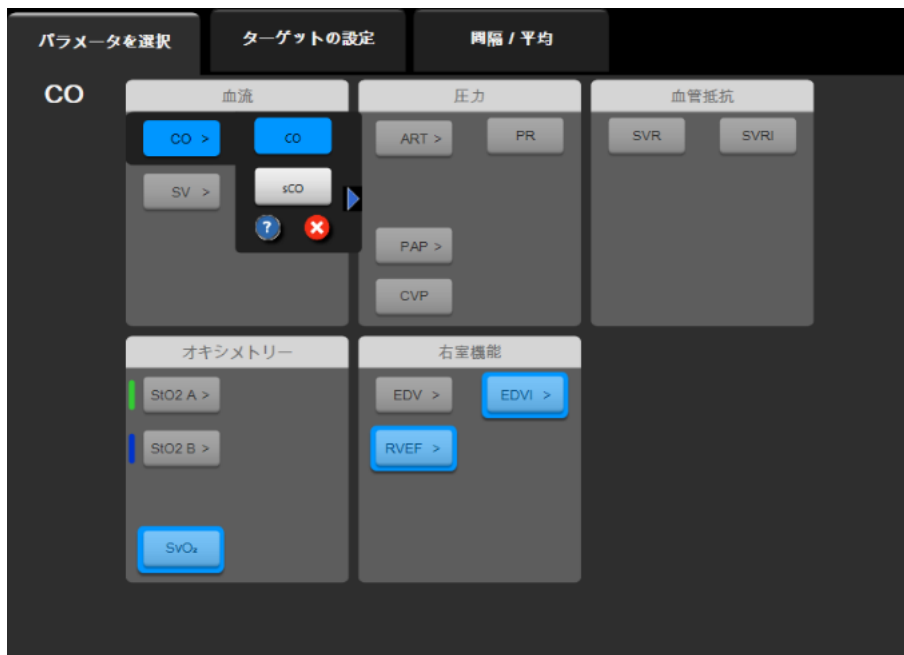 パラメータを選択
ターゲットの設定
間隔 / 平均
CO
血流
圧力
血管抵抗
CO >
CO
ART >
PR
SVR
SVRI
SV >
sCO
?
PAP >
CVP
オキシメトリー
右室機能
StO2 A >
EDV >
EDVI >
StO2 B >
RVEF >
SvO₂